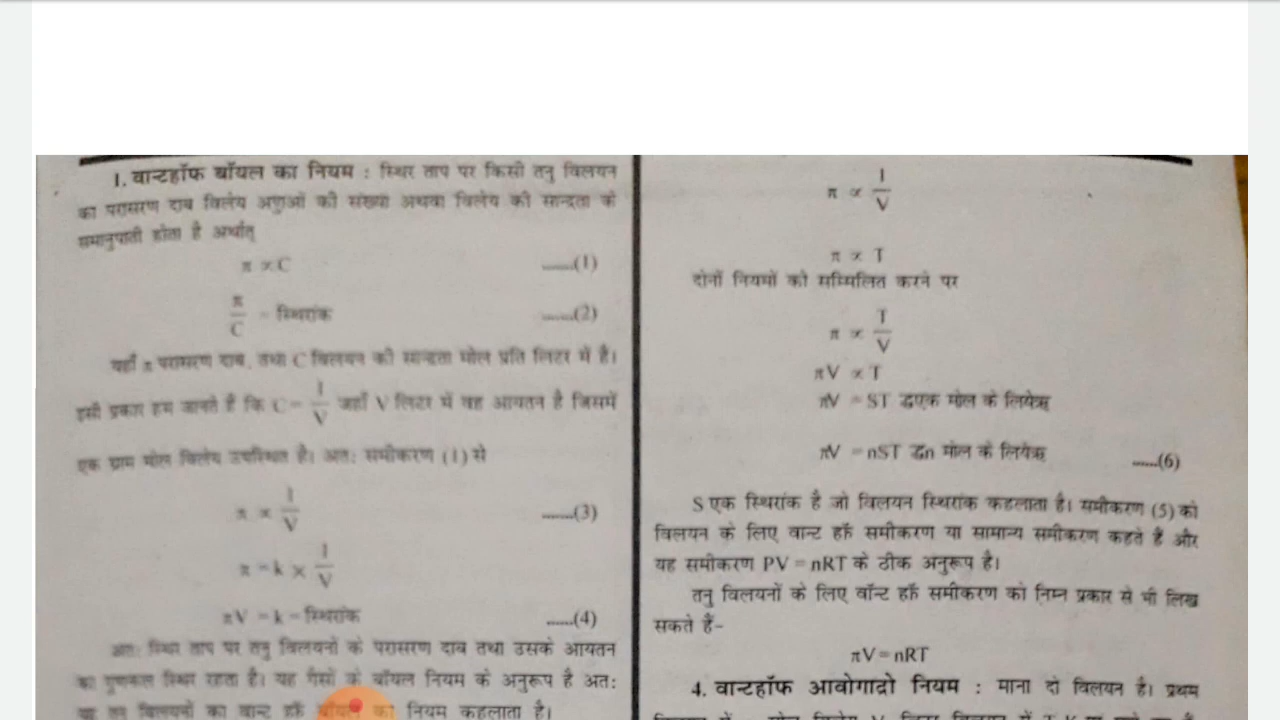 1. वान्टहॉफ बॉयल का नियम : स्थिर ताप पर किसी तनु विलयन
का परासरण दाब विलेय अणुओं की संख्या अथवा विलेय की सान्द्रता के
समानुपाती होता है अर्थात्
π ∝ C ......(1)
π/C = स्थिरांक ......(2)
यहाँ π परासरण दाब, तथा C विलयन की सान्द्रता मोल प्रति लिटर में है।
इसी प्रकार हम जानते हैं कि C = 1/V जहाँ V लिटर में वह आयतन है जिसमें
एक ग्राम मोल विलेय उपस्थित है। अतः समीकरण (1) से
π ∝ 1/V ......(3)
π = k × 1/V
πV = k = स्थिरांक ......(4)
अतः स्थिर ताप पर तनु विलयनों के परासरण दाब तथा उसके आयतन
का गुणनफल स्थिर रहता है। यह गैसों के बॉयल नियम के अनुरूप है अतः
विलयनों का वान्ट हॉफ बॉयल का नियम कहलाता है।
π ∝ 1/V
π ∝ T
दोनों नियमों को सम्मिलित करने पर
π ∝ T/V
πV ∝ T
πV = ST द्धएक मोल के लियेऋ
πV = nST द्धn मोल के लियेऋ ......(6)
S एक स्थिरांक है जो विलयन स्थिरांक कहलाता है। समीकरण (5) को
विलयन के लिए वान्ट हॉफ समीकरण या सामान्य समीकरण कहते हैं और
यह समीकरण PV = nRT के ठीक अनुरूप है।
तनु विलयनों के लिए वॉन्ट हॉफ समीकरण को निम्न प्रकार से भी लिख
सकते हैं-
πV = nRT
4. वान्टहॉफ आवोगाद्रो नियम : माना दो विलयन है। प्रथम